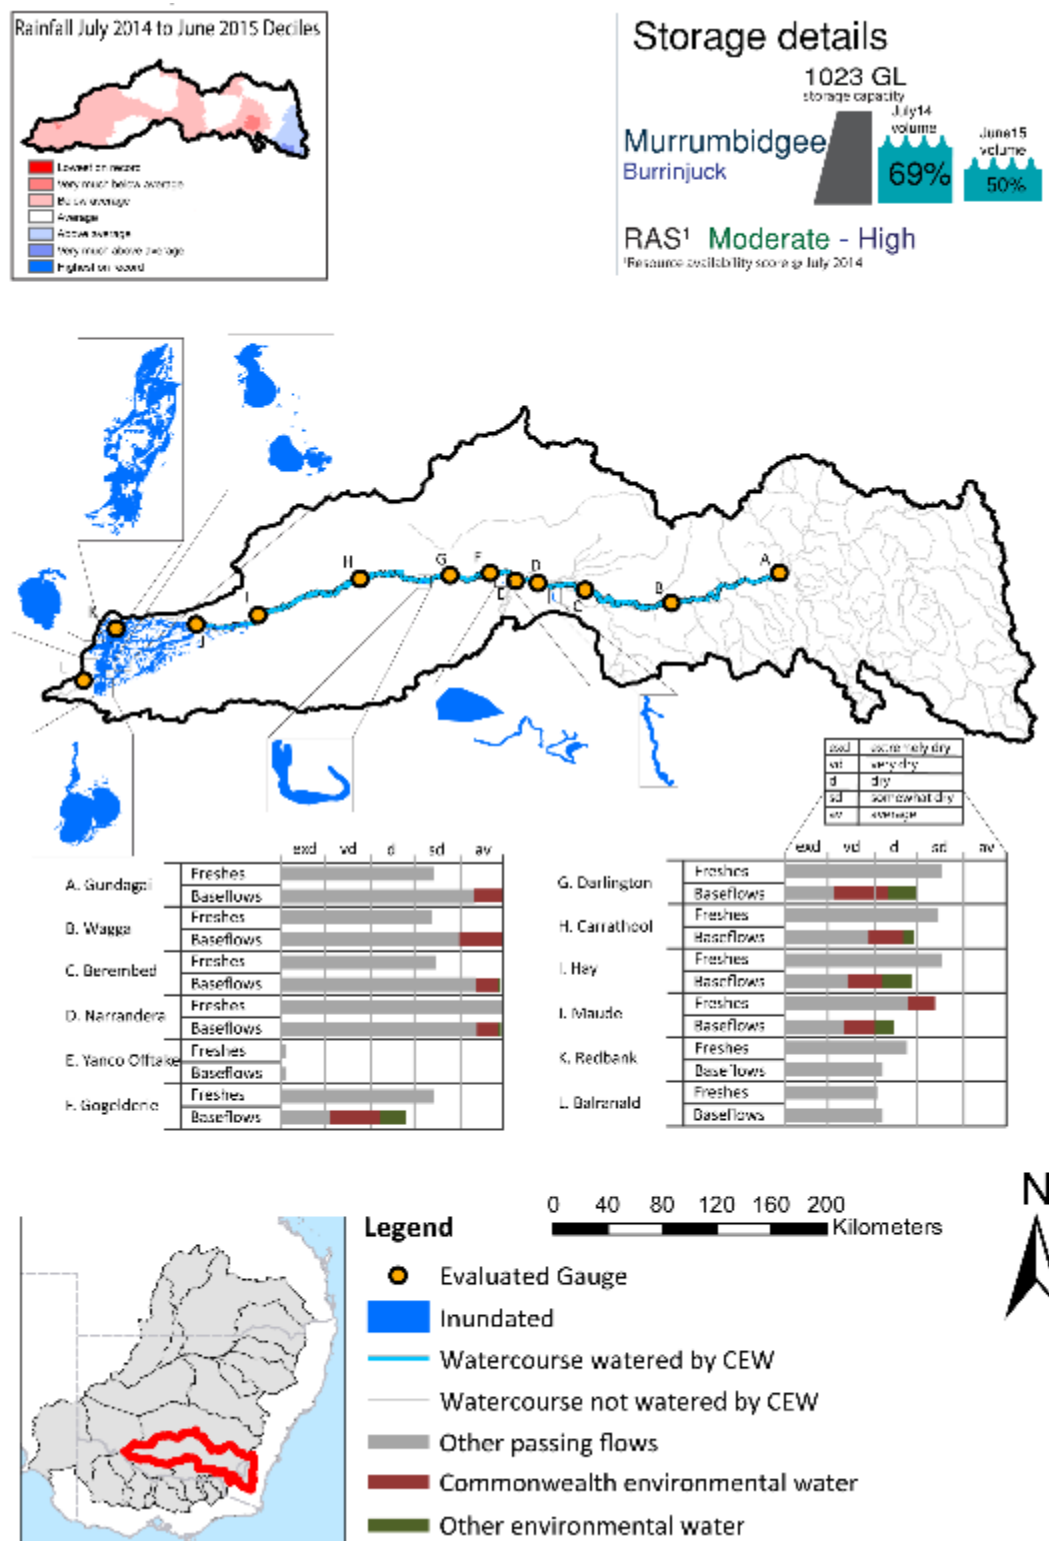 Rainfall July 2014 to June 2015 Deciles
Lowest on record
Very much below average
Below average
Average
Above average
Very much above average
Highest on record
Storage details
1023 GL
storage capacity
July14
volume
June15
volume
Murrumbidgee
Burrinjuck
69%
50%
RAS¹ Moderate - High
¹Resource availability score @ July 2014
A
B
C
D
E
F
G
H
I
J
K
L
exd extremely dry
vd very dry
d dry
sd somewhat dry
av average
exd vd d sd av
A. Gundagai
Freshes
Baseflows
B. Wagga
Freshes
Baseflows
C. Berembed
Freshes
Baseflows
D. Narrandera
Freshes
Baseflows
E. Yanco Offtake
Freshes
Baseflows
F. Gogeldene
Freshes
Baseflows
exd vd d sd av
G. Darlington
Freshes
Baseflows
H. Carrathool
Freshes
Baseflows
I. Hay
Freshes
Baseflows
J. Maude
Freshes
Baseflows
K. Redbank
Freshes
Baseflows
L. Balranald
Freshes
Baseflows
0 40 80 120 160 200
Kilometers
N
Legend
Evaluated Gauge
Inundated
Watercourse watered by CEW
Watercourse not watered by CEW
Other passing flows
Commonwealth environmental water
Other environmental water